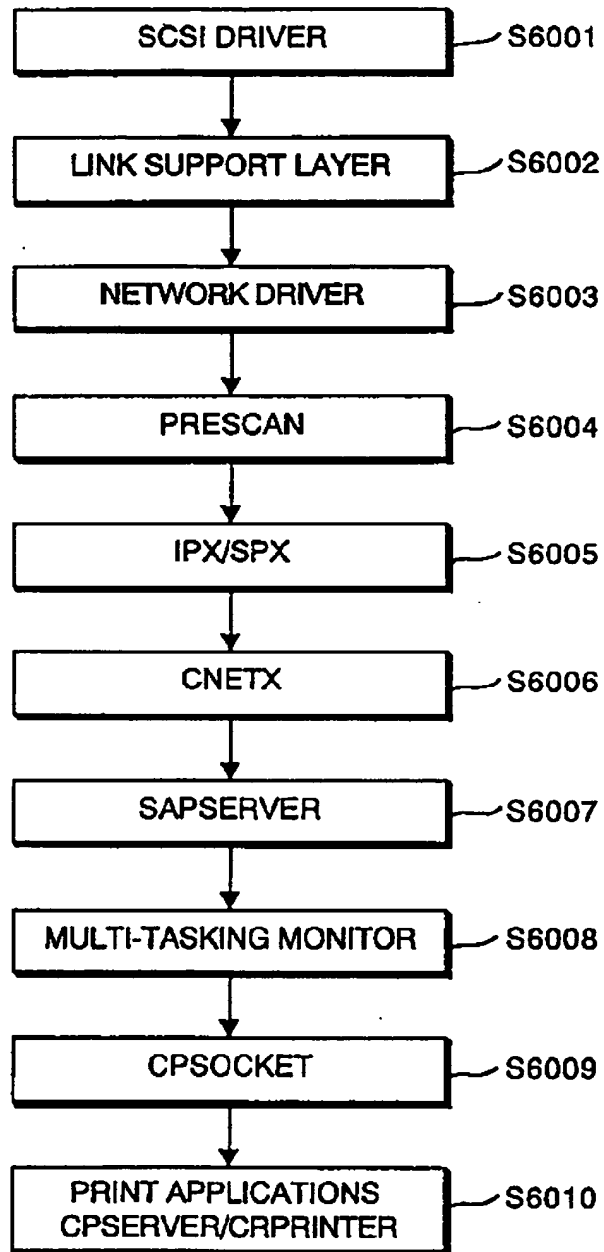 SCSI DRIVER S6001
LINK SUPPORT LAYER S6002
NETWORK DRIVER S6003
PRESCAN S6004
IPX/SPX S6005
CNETX S6006
SAPSERVER S6007
MULTI-TASKING MONITOR S6008
CPSOCKET S6009
PRINT APPLICATIONS S6010
CPSERVER/CRPRINTER